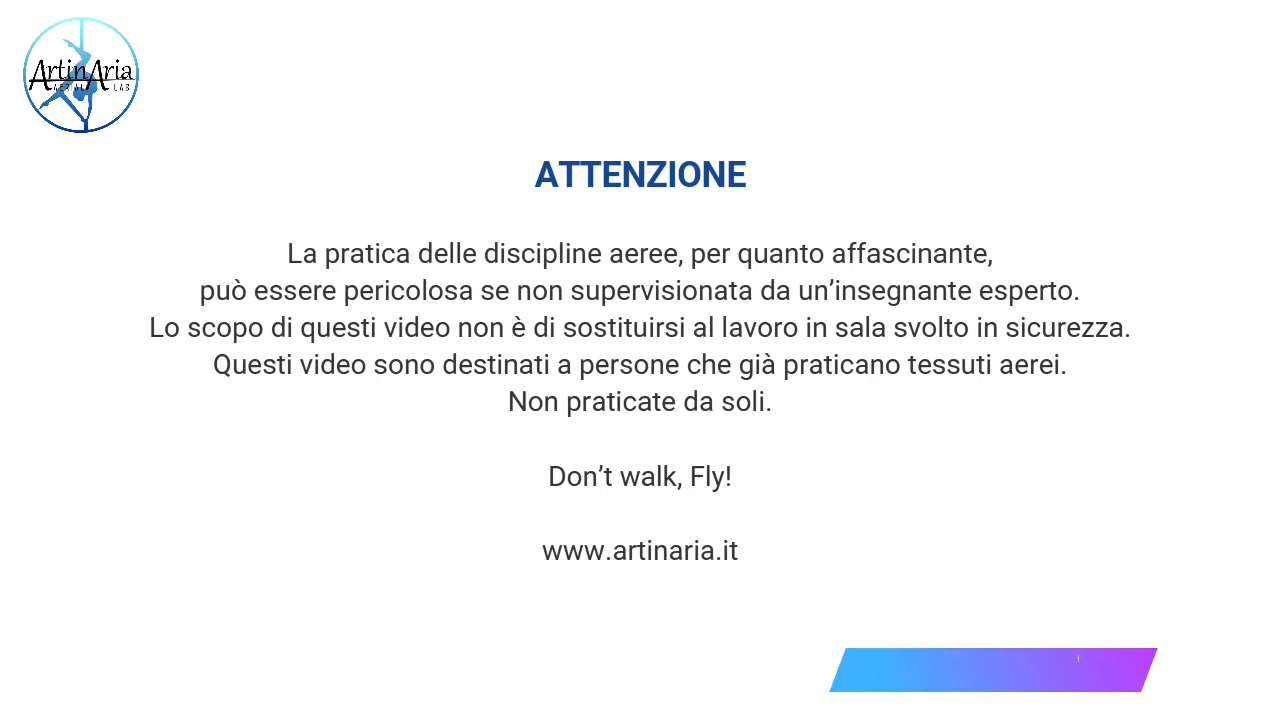 ArtinAria
AERIAL LAB
ATTENZIONE
La pratica delle discipline aeree, per quanto affascinante,
può essere pericolosa se non supervisionata da un’insegnante esperto.
Lo scopo di questi video non è di sostituirsi al lavoro in sala svolto in sicurezza.
Questi video sono destinati a persone che già praticano tessuti aerei.
Non praticate da soli.
Don’t walk, Fly!
www.artinaria.it